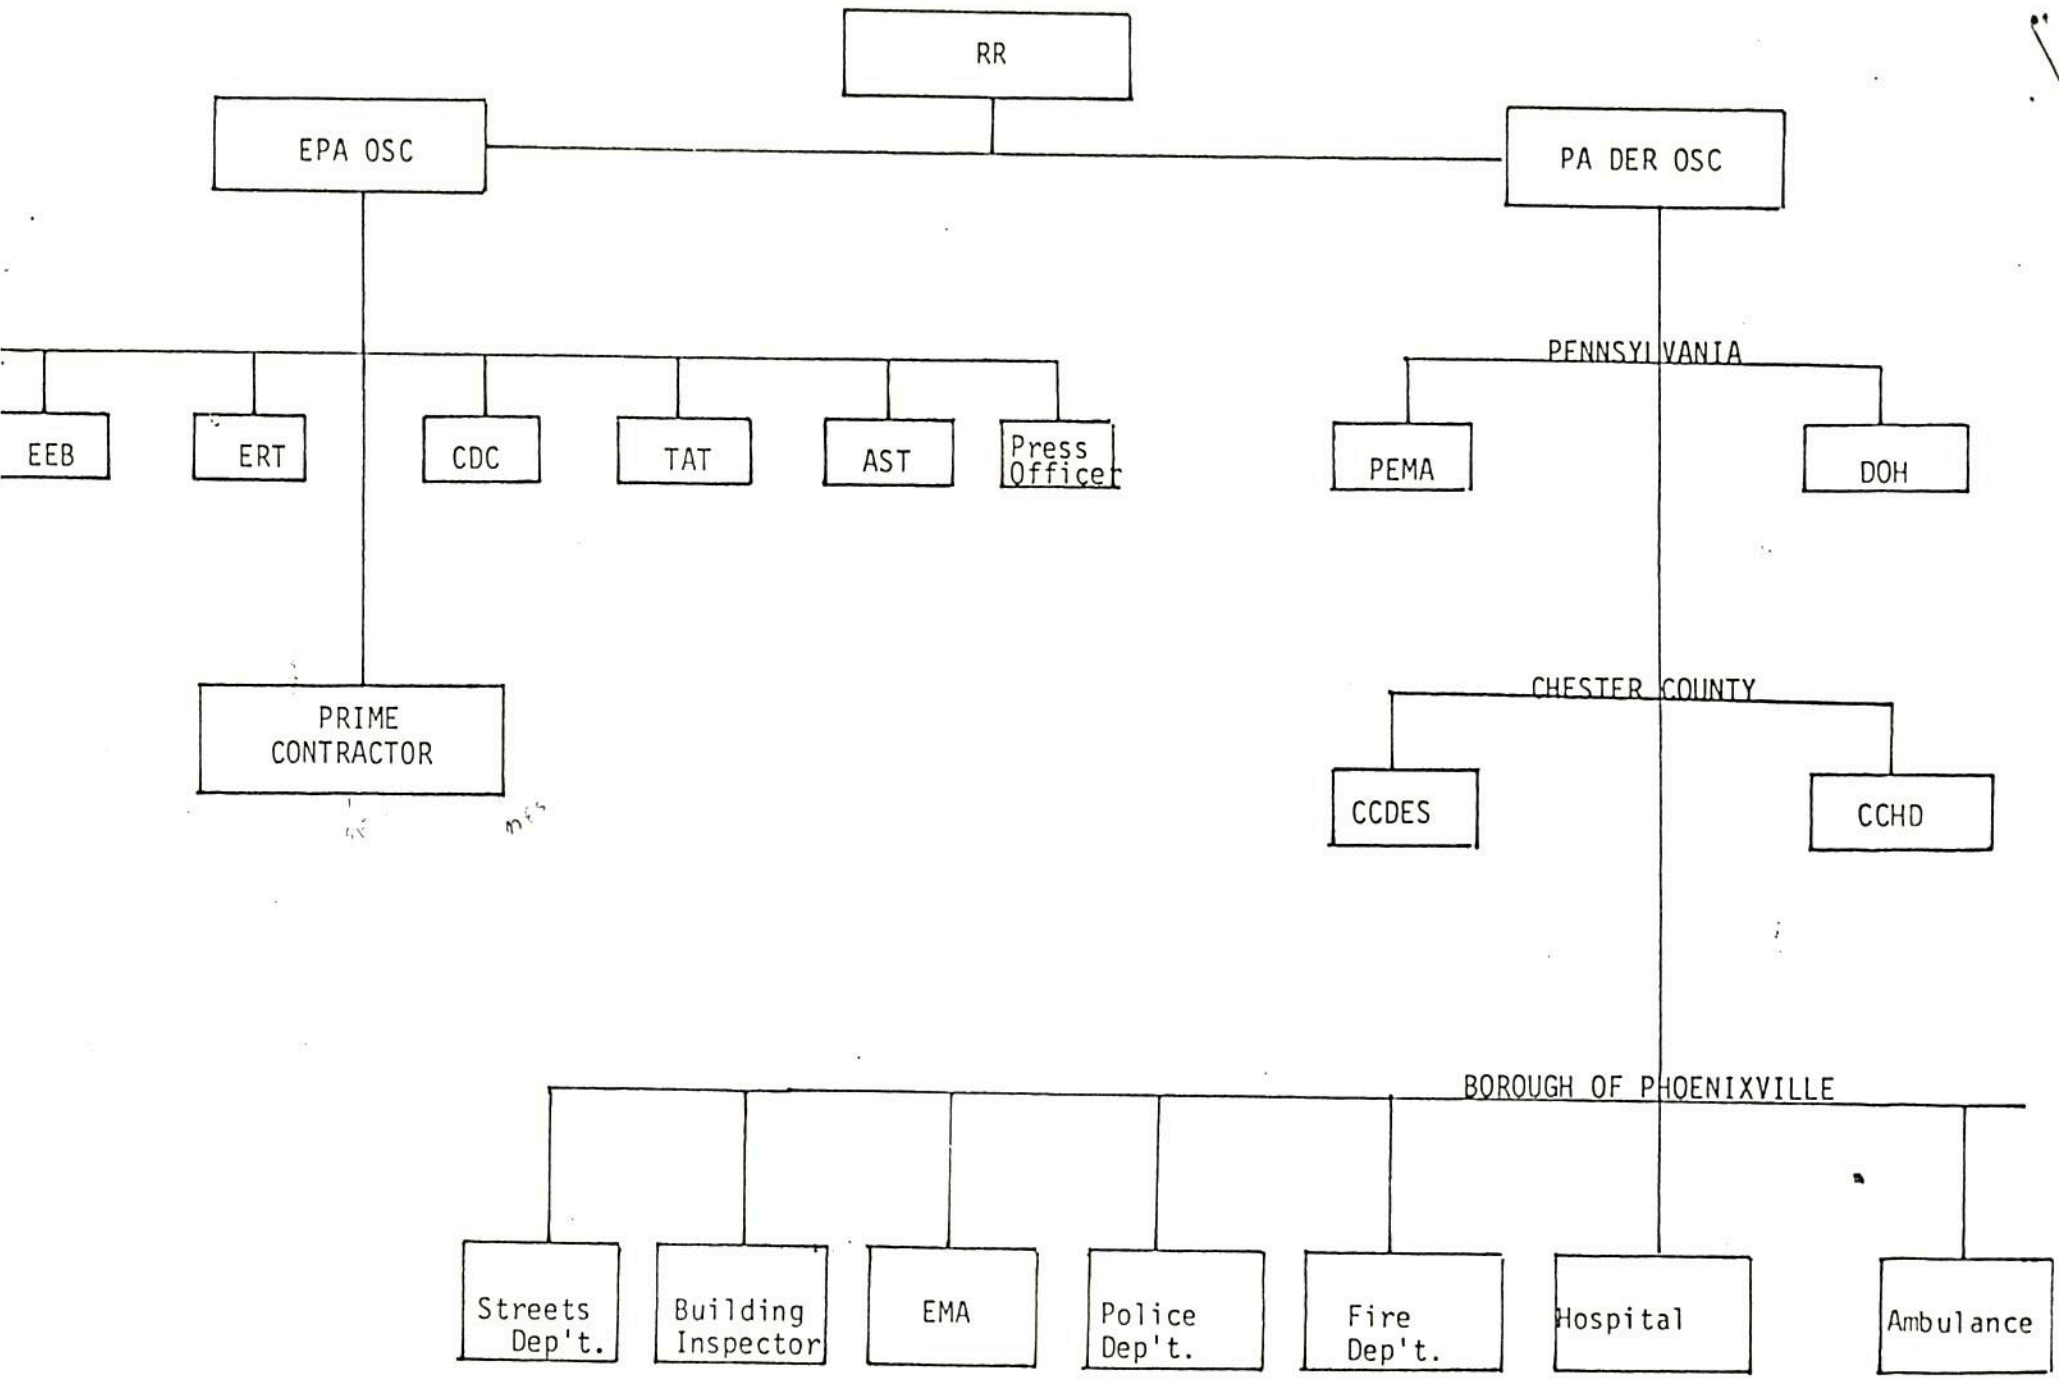 RR
EPA OSC
PA DER OSC
PENNSYLVANIA
EEB
ERT
CDC
TAT
AST
Press
Officer
PEMA
DOH
CHESTER COUNTY
PRIME
CONTRACTOR
CCDES
CCHD
BOROUGH OF PHOENIXVILLE
Streets
Dep't.
Building
Inspector
EMA
Police
Dep't.
Fire
Dep't.
Hospital
Ambulance